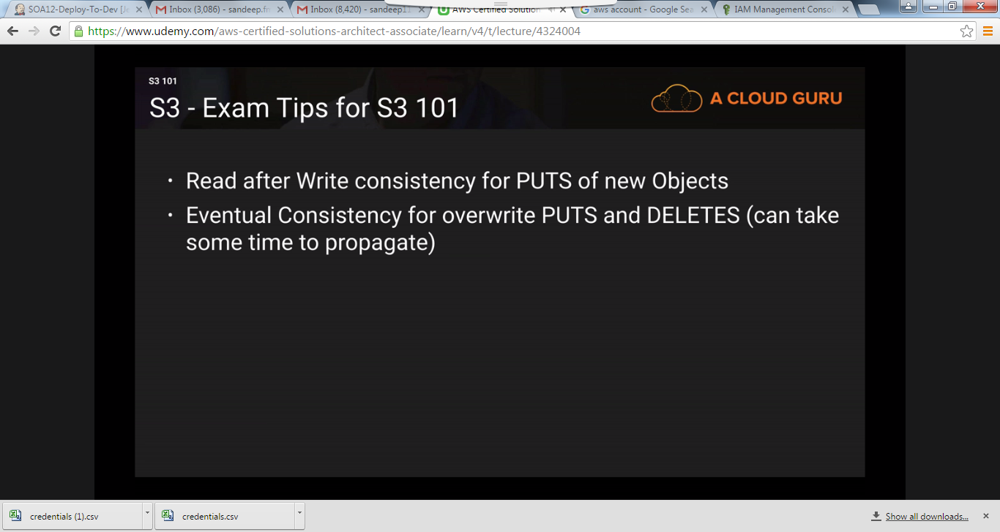 SOA12-Deploy-To-Dev [Je
Inbox (3,086) - sandeep.fr
Inbox (8,420) - sandeep11
AWS Certified Solution
aws account - Google Sea
IAM Management Consol
https://www.udemy.com/aws-certified-solutions-architect-associate/learn/v4/t/lecture/4324004
S3 101
S3 - Exam Tips for S3 101
A CLOUD GURU
• Read after Write consistency for PUTS of new Objects
• Eventual Consistency for overwrite PUTS and DELETES (can take
some time to propagate)
credentials (1).csv
credentials.csv
Show all downloads...